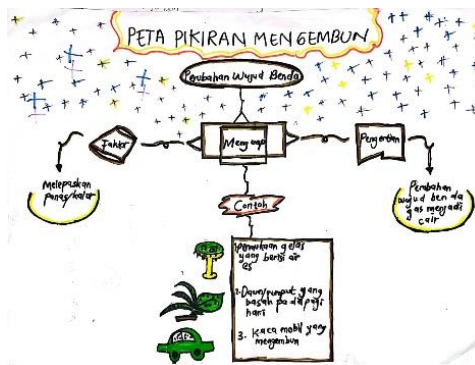 PETA PIKIRAN MENGEMBUN
Perubahan Wujud Benda
Faktor
Pengertian
Melepaskan
panas/kalor
Perubahan
wujud benda
gas menjadi
cair
Contoh
1. Permukaan gelas
yang berisi air
es
2. Daun/rumput yang
basah pada pagi
hari
3. Kaca mobil yang
mengembun